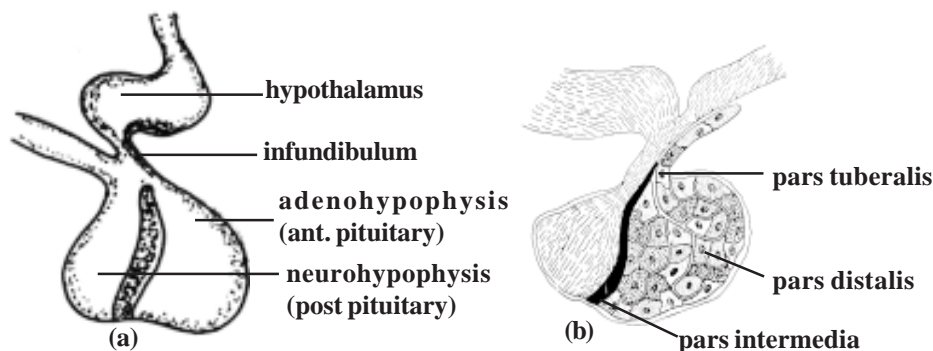 hypothalamus
infundibulum
adenohypophysis
(ant. pituitary)
neurohypophysis
(post pituitary)
(a)
pars tuberalis
pars distalis
pars intermedia
(b)